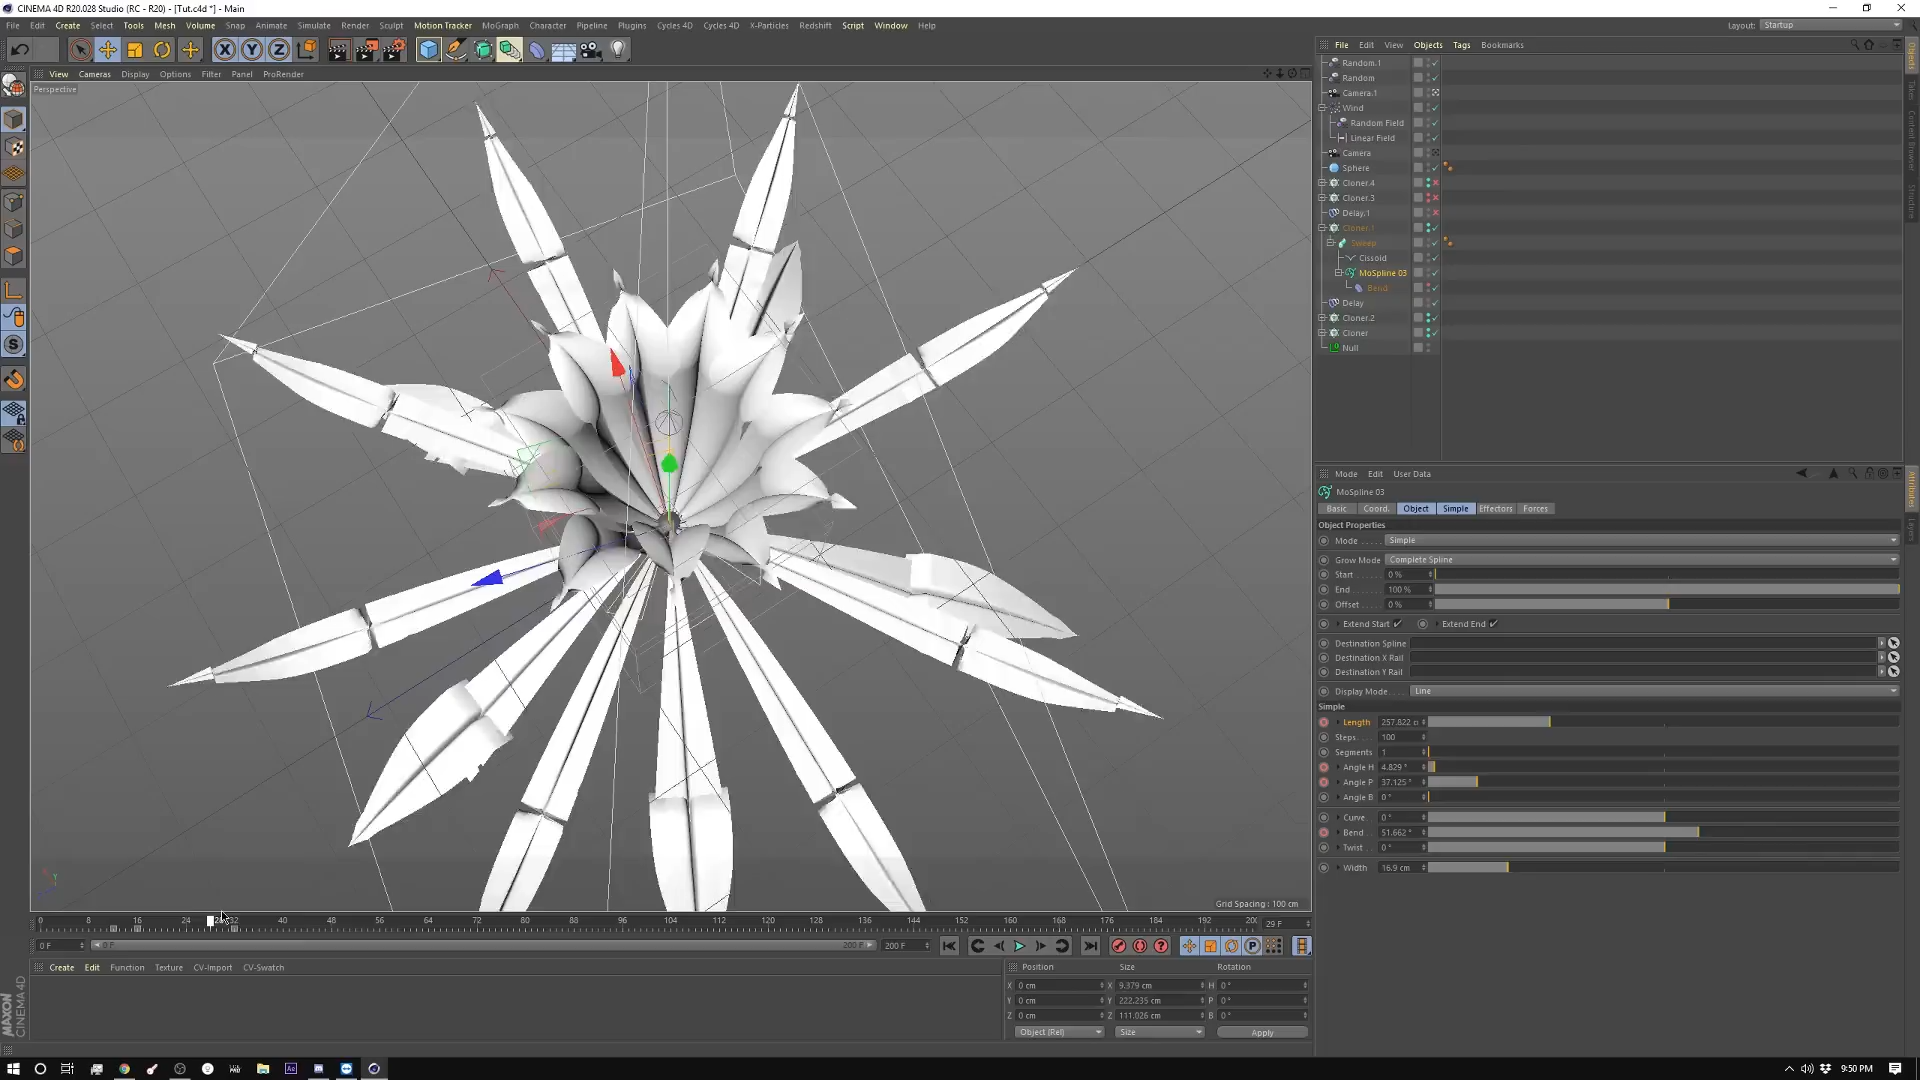 CINEMA 4D R20.028 Studio (RC - R20) - [Tut.c4d *] - Main
File Edit Create Select Tools Mesh Volume Snap Animate Simulate Render Sculpt Motion Tracker MoGraph Character Pipeline Plugins Cycles 4D Cycles 4D X-Particles Redshift Script Window Help
Layout: Startup
View Cameras Display Options Filter Panel ProRender
Perspective
File Edit View Objects Tags Bookmarks
Random.1
Random
Camera.1
Wind
Random Field
Linear Field
Camera
Sphere
Cloner.4
Cloner.3
Delay.1
Cloner.1
Sweep
Cissoid
MoSpline 03
Bend
Delay
Cloner.2
Cloner
Null
Objects
Takes
Content Browser
Structure
Mode Edit User Data
MoSpline 03
Basic Coord. Object Simple Effectors Forces
Object Properties
Mode Simple
Grow Mode Complete Spline
Start 0 %
End 100 %
Offset 0 %
Extend Start Extend End
Destination Spline
Destination X Rail
Destination Y Rail
Display Mode Line
Simple
Length 257.822 c
Steps 100
Segments 1
Angle H 4.829 °
Angle P 37.125 °
Angle B 0 °
Curve 0 °
Bend 51.662 °
Twist 0 °
Width 16.9 cm
Attributes
Layers
Grid Spacing : 100 cm
0 8 16 24 32 40 48 56 64 72 80 88 96 104 112 120 128 136 144 152 160 168 176 184 192 200 29 F
0 F 0 F 200 F 200 F
Create Edit Function Texture CV-Import CV-Swatch
Position Size Rotation
X 0 cm X 9.379 cm H 0 °
Y 0 cm Y 222.235 cm P 0 °
Z 0 cm Z 111.026 cm B 0 °
Object (Rel) Size Apply
MAXON CINEMA 4D
9:50 PM